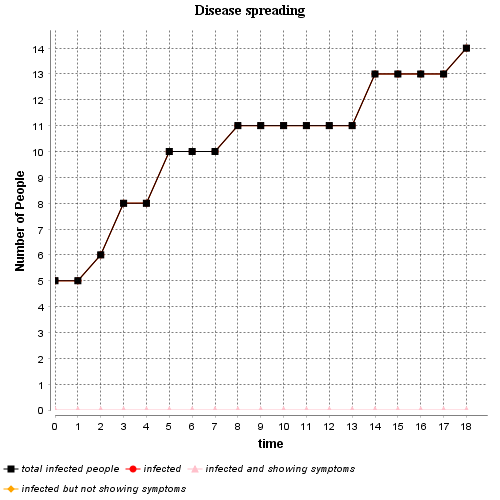 Disease spreading
Number of People
14
13
12
11
10
9
8
7
6
5
4
3
2
1
0
0 1 2 3 4 5 6 7 8 9 10 11 12 13 14 15 16 17 18
time
total infected people infected infected and showing symptoms
infected but not showing symptoms